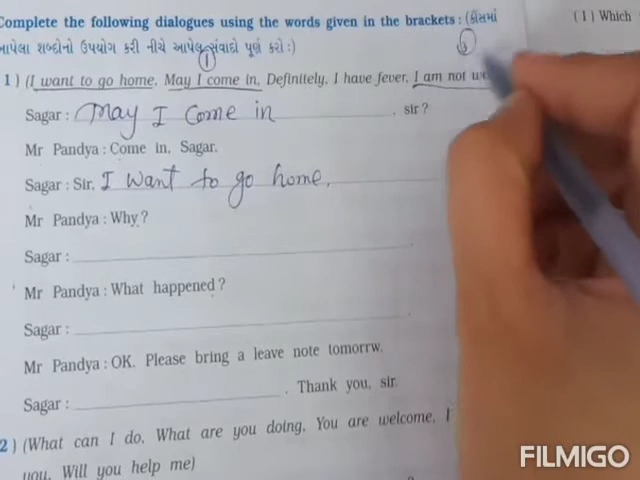 Complete the following dialogues using the words given in the brackets : (કૌંસમાં
આપેલા શબ્દોનો ઉપયોગ કરી નીચે આપેલ સંવાદો પૂર્ણ કરો :)
( 1 ) Which
1 ) (I want to go home, May I come in, Definitely, I have fever, I am not we
Sagar : May I Come in , sir?
Mr Pandya : Come in, Sagar.
Sagar : Sir, I want to go home.
Mr Pandya : Why?
Sagar :
Mr Pandya : What happened?
Sagar :
Mr Pandya : OK. Please bring a leave note tomorrw.
Sagar : . Thank you, sir.
2 ) (What can I do, What are you doing, You are welcome, I
you, Will you help me)
FILMIGO